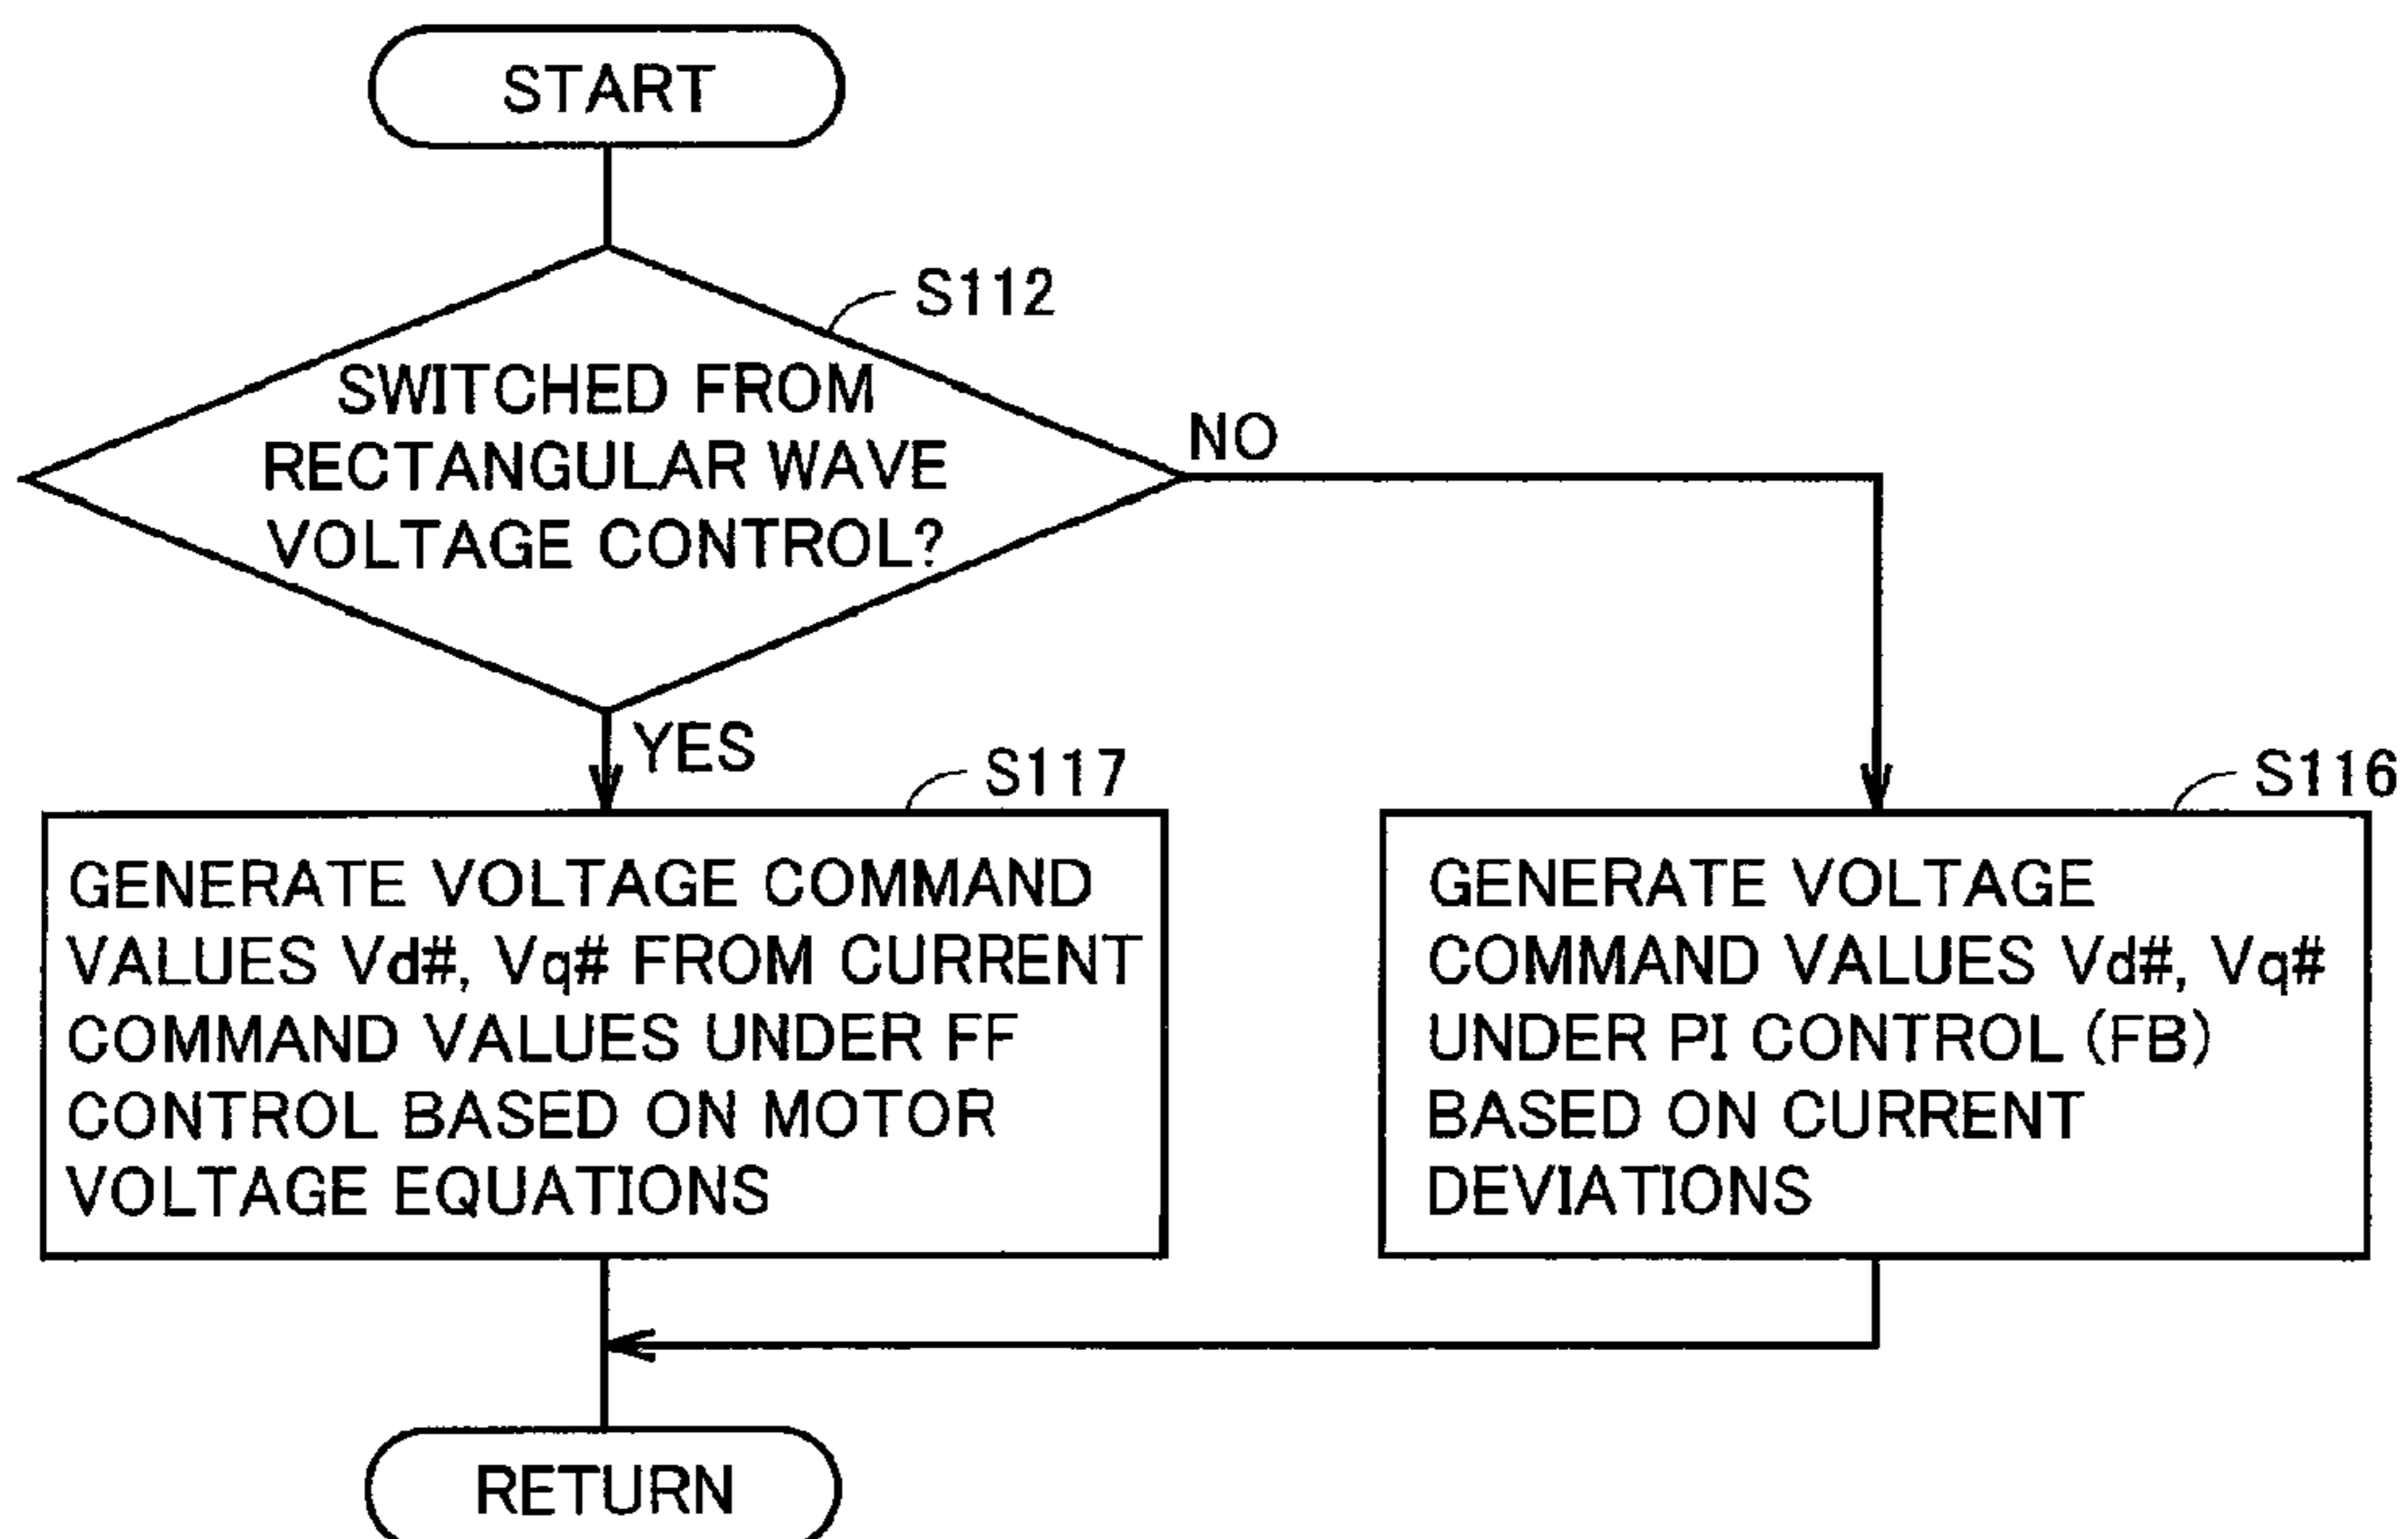 START
S112
SWITCHED FROM
RECTANGULAR WAVE
VOLTAGE CONTROL?
NO
YES
S117
GENERATE VOLTAGE COMMAND
VALUES Vd#, Vq# FROM CURRENT
COMMAND VALUES UNDER FF
CONTROL BASED ON MOTOR
VOLTAGE EQUATIONS
S116
GENERATE VOLTAGE
COMMAND VALUES Vd#, Vq#
UNDER PI CONTROL (FB)
BASED ON CURRENT
DEVIATIONS
RETURN